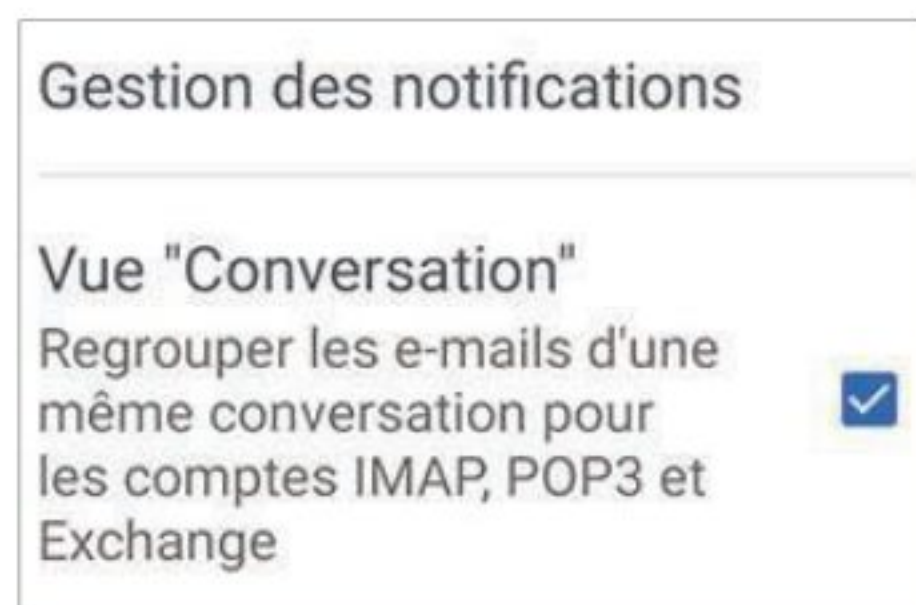 Gestion des notifications
Vue "Conversation"
Regrouper les e-mails d'une
même conversation pour
les comptes IMAP, POP3 et
Exchange